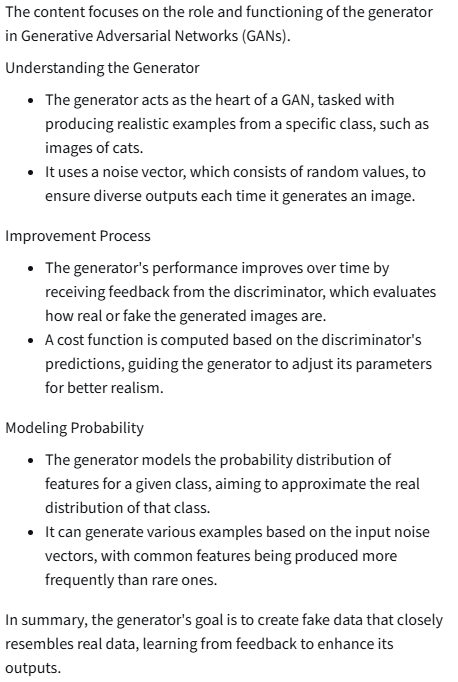 The content focuses on the role and functioning of the generator
in Generative Adversarial Networks (GANs).
Understanding the Generator
• The generator acts as the heart of a GAN, tasked with
producing realistic examples from a specific class, such as
images of cats.
• It uses a noise vector, which consists of random values, to
ensure diverse outputs each time it generates an image.
Improvement Process
• The generator's performance improves over time by
receiving feedback from the discriminator, which evaluates
how real or fake the generated images are.
• A cost function is computed based on the discriminator's
predictions, guiding the generator to adjust its parameters
for better realism.
Modeling Probability
• The generator models the probability distribution of
features for a given class, aiming to approximate the real
distribution of that class.
• It can generate various examples based on the input noise
vectors, with common features being produced more
frequently than rare ones.
In summary, the generator's goal is to create fake data that closely
resembles real data, learning from feedback to enhance its
outputs.